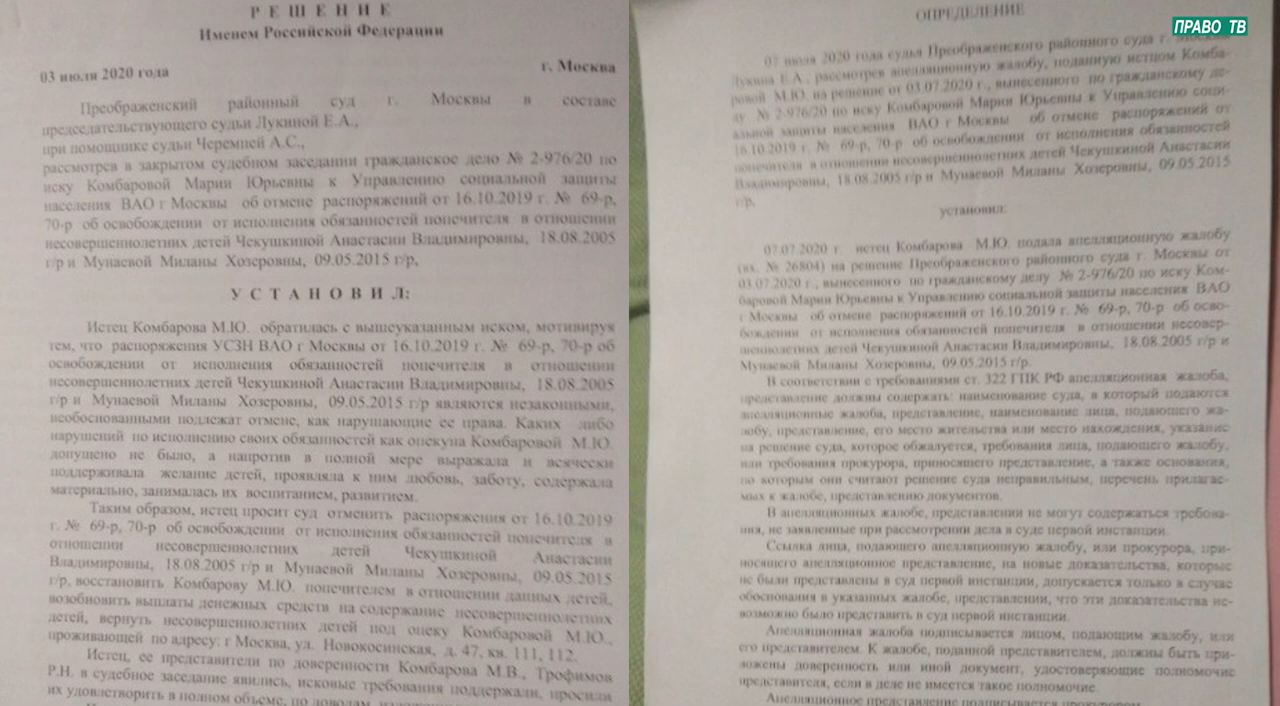 Р Е Ш Е Н И Е
Именем Российской Федерации
03 июля 2020 года
г. Москва
Преображенский районный суд г. Москвы в составе
председательствующего судьи Лукиной Е.А.,
при помощнике судьи Черемпей А.С.,
рассмотрев в закрытом судебном заседании гражданское дело № 2-976/20 по
иску Комбаровой Марии Юрьевны к Управлению социальной защиты
населения ВАО г Москвы об отмене распоряжений от 16.10.2019 г. № 69-р,
70-р об освобождении от исполнения обязанностей попечителя в отношении
несовершеннолетних детей Чекушкиной Анастасии Владимировны, 18.08.2005
г/р и Мунаевой Миланы Хозеровны, 09.05.2015 г/р,
У С Т А Н О В И Л:
Истец Комбарова М.Ю. обратилась с вышеуказанным иском, мотивируя
тем, что распоряжения УСЗН ВАО г Москвы от 16.10.2019 г. № 69-р, 70-р об
освобождении от исполнения обязанностей попечителя в отношении
несовершеннолетних детей Чекушкиной Анастасии Владимировны, 18.08.2005
г/р и Мунаевой Миланы Хозеровны, 09.05.2015 г/р являются незаконными,
необоснованными подлежат отмене, как нарушающие ее права. Каких либо
нарушений по исполнению своих обязанностей как опекуна Комбаровой М.Ю.
допущено не было, а напротив в полной мере выражала и всячески
поддерживала желание детей, проявляла к ним любовь, заботу, содержала
материально, занималась их воспитанием, развитием.
Таким образом, истец просит суд отменить распоряжения от 16.10.2019
г. № 69-р, 70-р об освобождении от исполнения обязанностей попечителя в
отношении несовершеннолетних детей Чекушкиной Анастасии
Владимировны, 18.08.2005 г/р и Мунаевой Миланы Хозеровны, 09.05.2015
г/р, восстановить Комбарову М.Ю. попечителем в отношении данных детей,
возобновить выплаты денежных средств на содержание несовершеннолетних
детей, вернуть несовершеннолетних детей под опеку Комбаровой М.Ю.,
проживающей по адресу: г Москва, ул. Новокосинская, д. 47, кв. 111, 112.
Истец, ее представители по доверенности Комбарова М.В., Трофимов
Р.Н. в судебное заседание явились, исковые требования поддержали, просили
их удовлетворить в полном объеме, по доводам,
ПРАВО ТВ
ОПРЕДЕЛЕНИЕ
07 июля 2020 года судья Преображенского районного суда г. Москвы
Лукина Е.А., рассмотрев апелляционную жалобу, поданную истцом Комба-
ровой М.Ю. на решение от 03.07.2020 г., вынесенного по гражданскому де-
лу № 2-976/20 по иску Комбаровой Марии Юрьевны к Управлению соци-
альной защиты населения ВАО г Москвы об отмене распоряжений от
16.10.2019 г. № 69-р, 70-р об освобождении от исполнения обязанностей
попечителя в отношении несовершеннолетних детей Чекушкиной Анастасии
Владимировны, 18.08.2005 г/р и Мунаевой Миланы Хозеровны, 09.05.2015
г/р,
установил:
07.07.2020 г. истец Комбарова М.Ю. подала апелляционную жалобу
(вх. № 26804) на решение Преображенского районного суда г. Москвы от
03.07.2020 г., вынесенного по гражданскому делу № 2-976/20 по иску Ком-
баровой Марии Юрьевны к Управлению социальной защиты населения ВАО
г Москвы об отмене распоряжений от 16.10.2019 г. № 69-р, 70-р об осво-
бождении от исполнения обязанностей попечителя в отношении несовер-
шеннолетних детей Чекушкиной Анастасии Владимировны, 18.08.2005 г/р и
Мунаевой Миланы Хозеровны, 09.05.2015 г/р.
В соответствии с требованиями ст. 322 ГПК РФ апелляционная жалоба,
представление должны содержать: наименование суда, в который подаются
апелляционные жалоба, представление, наименование лица, подающего жа-
лобу, представление, его место жительства или место нахождения, указание
на решение суда, которое обжалуется, требования лица, подающего жалобу,
или требования прокурора, приносящего представление, а также основания,
по которым они считают решение суда неправильным, перечень прилагае-
мых к жалобе, представлению документов.
В апелляционных жалобе, представлении не могут содержаться требова-
ния, не заявленные при рассмотрении дела в суде первой инстанции.
Ссылка лица, подающего апелляционную жалобу, или прокурора, при-
носящего апелляционное представление, на новые доказательства, которые
не были представлены в суд первой инстанции, допускается только в случае
обоснования в указанных жалобе, представлении, что эти доказательства не-
возможно было представить в суд первой инстанции.
Апелляционная жалоба подписывается лицом, подающим жалобу, или
его представителем. К жалобе, поданной представителем, должны быть при-
ложены доверенность или иной документ, удостоверяющие полномочие
представителя, если в деле не имеется такое полномочие.
Апелляционное представление подписывается прокурором.